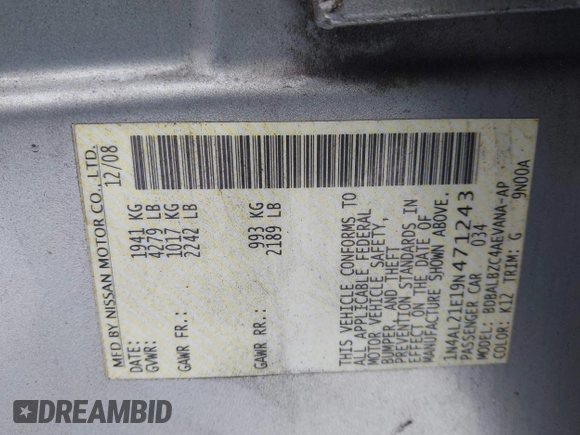 MFD BY NISSAN MOTOR CO., LTD.
DATE: 12/08
GVWR: 1941 KG
4279 LB
GAWR FR: 1017 KG
2242 LB
GAWR RR: 993 KG
2189 LB
THIS VEHICLE CONFORMS TO
ALL APPLICABLE FEDERAL
MOTOR VEHICLE SAFETY,
BUMPER, AND THEFT
PREVENTION STANDARDS IN
EFFECT ON THE DATE OF
MANUFACTURE SHOWN ABOVE.
1N4AL21E19N471243
PASSENGER CAR 034
MODEL: BDBALBZC4AEVANA-AP
COLOR: K12 TRIM: G 9N00A
DREAMBID